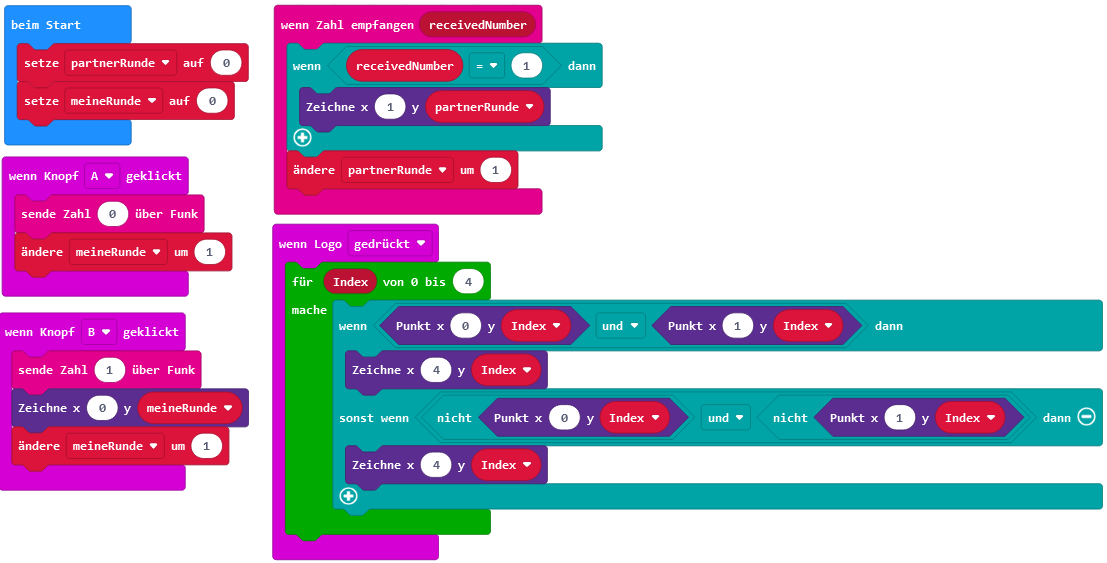 beim Start
setze partnerRunde auf 0
setze meineRunde auf 0
wenn Knopf A geklickt
sende Zahl 0 über Funk
ändere meineRunde um 1
wenn Knopf B geklickt
sende Zahl 1 über Funk
Zeichne x 0 y meineRunde
ändere meineRunde um 1
wenn Zahl empfangen receivedNumber
wenn receivedNumber = 1 dann
Zeichne x 1 y partnerRunde
ändere partnerRunde um 1
wenn Logo gedrückt
für Index von 0 bis 4
mache
wenn Punkt x 0 y Index und Punkt x 1 y Index dann
Zeichne x 4 y Index
sonst wenn nicht Punkt x 0 y Index und nicht Punkt x 1 y Index dann
Zeichne x 4 y Index